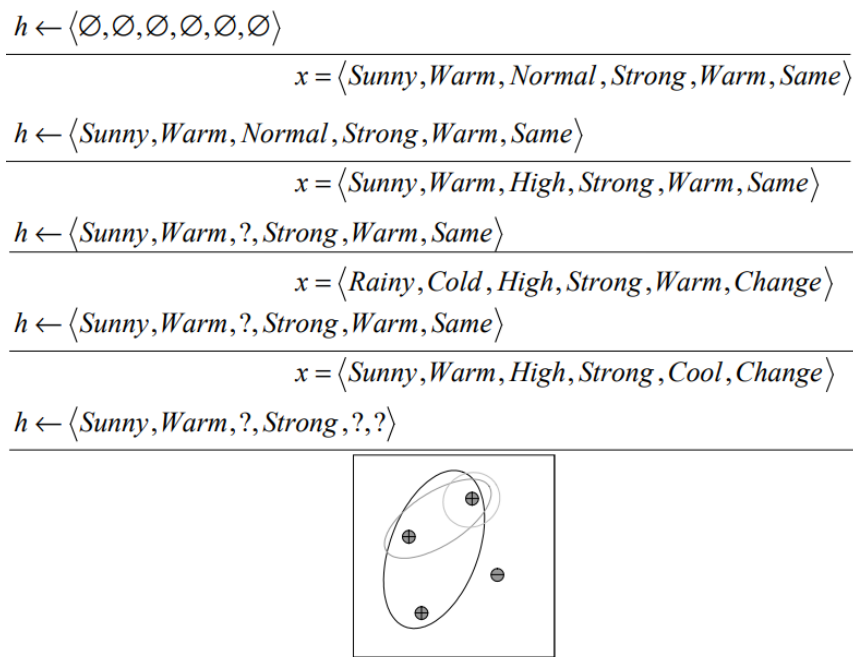 h ← ⟨∅,∅,∅,∅,∅,∅⟩
x = ⟨Sunny,Warm,Normal,Strong,Warm,Same⟩
h ← ⟨Sunny,Warm,Normal,Strong,Warm,Same⟩
x = ⟨Sunny,Warm,High,Strong,Warm,Same⟩
h ← ⟨Sunny,Warm,?,Strong,Warm,Same⟩
x = ⟨Rainy,Cold,High,Strong,Warm,Change⟩
h ← ⟨Sunny,Warm,?,Strong,Warm,Same⟩
x = ⟨Sunny,Warm,High,Strong,Cool,Change⟩
h ← ⟨Sunny,Warm,?,Strong,?,?⟩